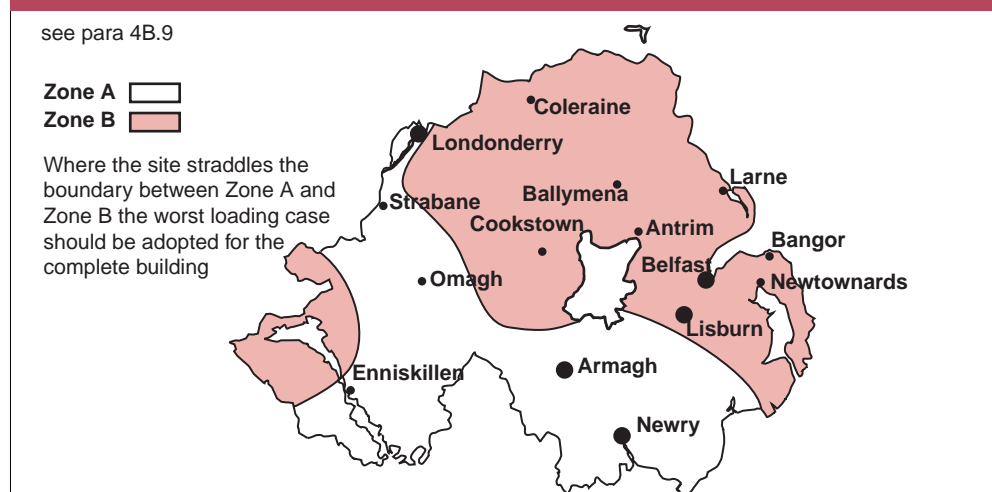 see para 4B.9
Zone A
Zone B
Where the site straddles the
boundary between Zone A and
Zone B the worst loading case
should be adopted for the
complete building
Coleraine
Londonderry
Larne
Ballymena
Strabane
Cookstown
Antrim
Bangor
Belfast
Omagh
Newtownards
Lisburn
Armagh
Enniskillen
Newry